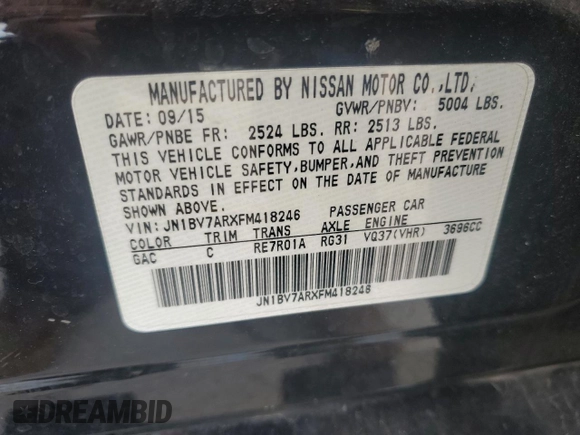 MANUFACTURED BY NISSAN MOTOR CO.,LTD.
DATE: 09/15 GVWR/PNBV: 5004 LBS.
GAWR/PNBE FR: 2524 LBS. RR: 2513 LBS.
THIS VEHICLE CONFORMS TO ALL APPLICABLE FEDERAL
MOTOR VEHICLE SAFETY,BUMPER,AND THEFT PREVENTION
STANDARDS IN EFFECT ON THE DATE OF MANUFACTURE
SHOWN ABOVE.
VIN: JN1BV7ARXFM418246 PASSENGER CAR
COLOR TRIM TRANS AXLE ENGINE
GAC C RE7R01A RG31 VQ37(VHR) 3696CC
JN1BV7ARXFM418246
DREAMBID